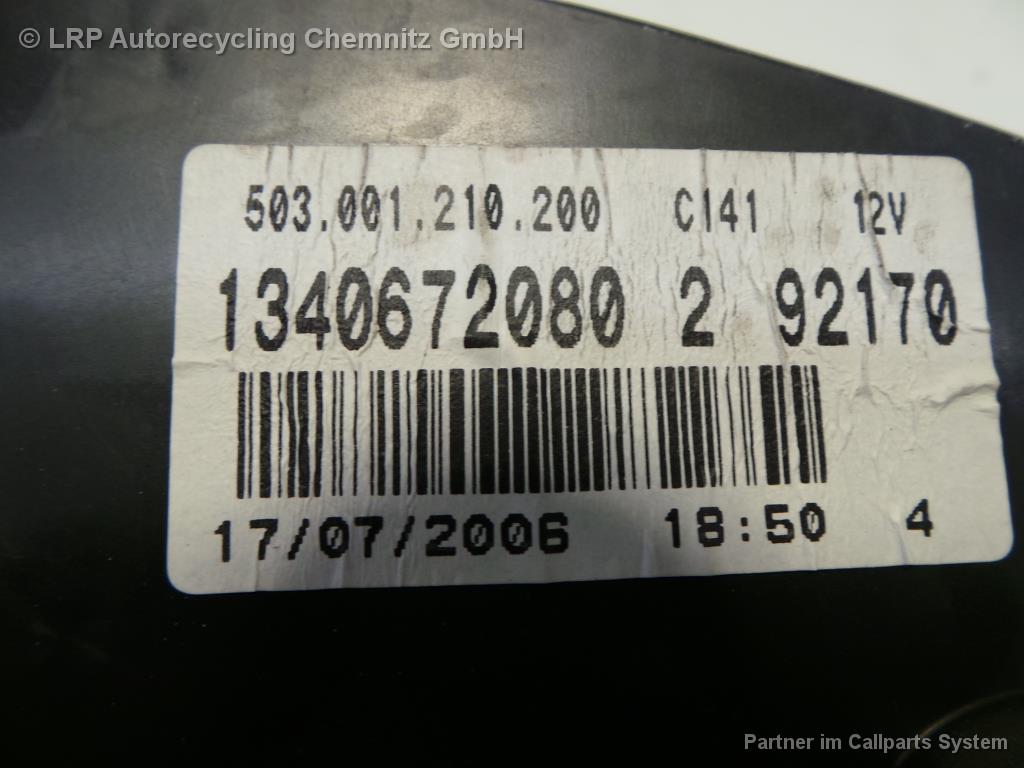 © LRP Autorecycling Chemnitz GmbH
503.001.210.200 C141 12V
1340672080 2 92170
17/07/2006 18:50 4
Partner im Callparts System